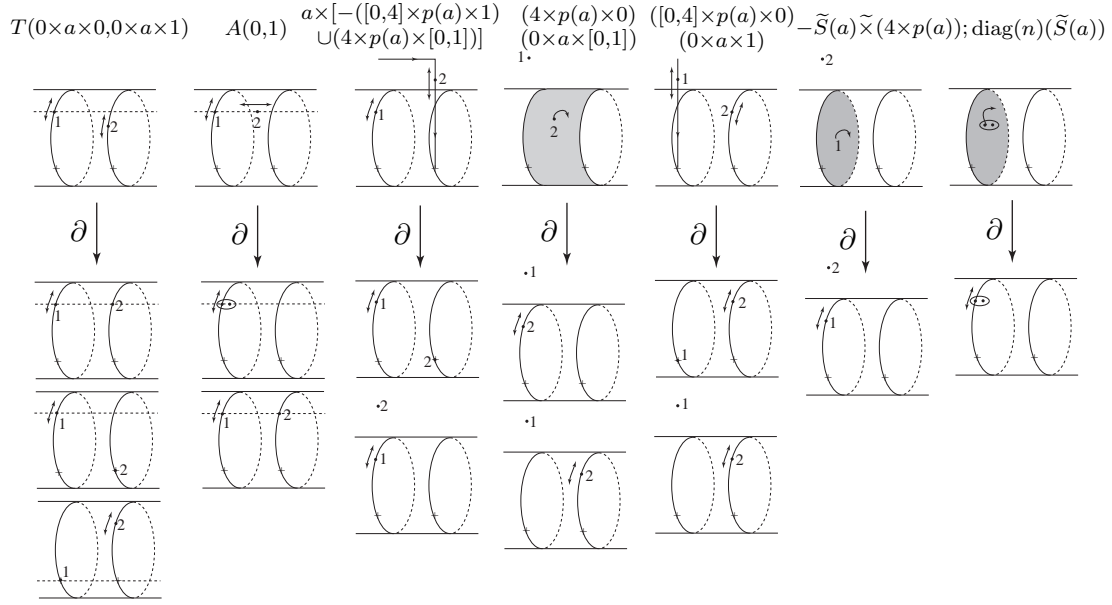 T(0×a×0,0×a×1)
A(0,1)
a×[−([0,4]×p(a)×1)
∪(4×p(a)×[0,1])]
(4×p(a)×0)
(0×a×[0,1])
([0,4]×p(a)×0)
(0×a×1)
−S̃(a)×̃(4×p(a)); diag(n)(S̃(a))
1 2
1 2
1 2
1
2
1
2
2
1
∂ ∂ ∂ ∂ ∂ ∂ ∂
1 2
1
2
1
2
1
2
2
1
1 2
1 2
2
1
1
2
1
2
2
1